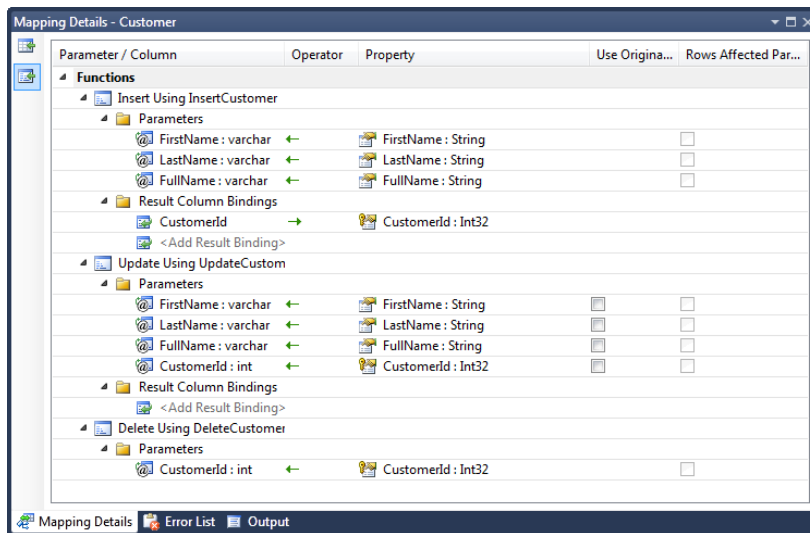 Mapping Details - Customer
Parameter / Column Operator Property Use Origina... Rows Affected Par...
Functions
Insert Using InsertCustomer
Parameters
@ FirstName : varchar ← FirstName : String
@ LastName : varchar ← LastName : String
@ FullName : varchar ← FullName : String
Result Column Bindings
CustomerId → CustomerId : Int32
<Add Result Binding>
Update Using UpdateCustom
Parameters
@ FirstName : varchar ← FirstName : String
@ LastName : varchar ← LastName : String
@ FullName : varchar ← FullName : String
@ CustomerId : int ← CustomerId : Int32
Result Column Bindings
<Add Result Binding>
Delete Using DeleteCustomer
Parameters
@ CustomerId : int ← CustomerId : Int32
Mapping Details Error List Output